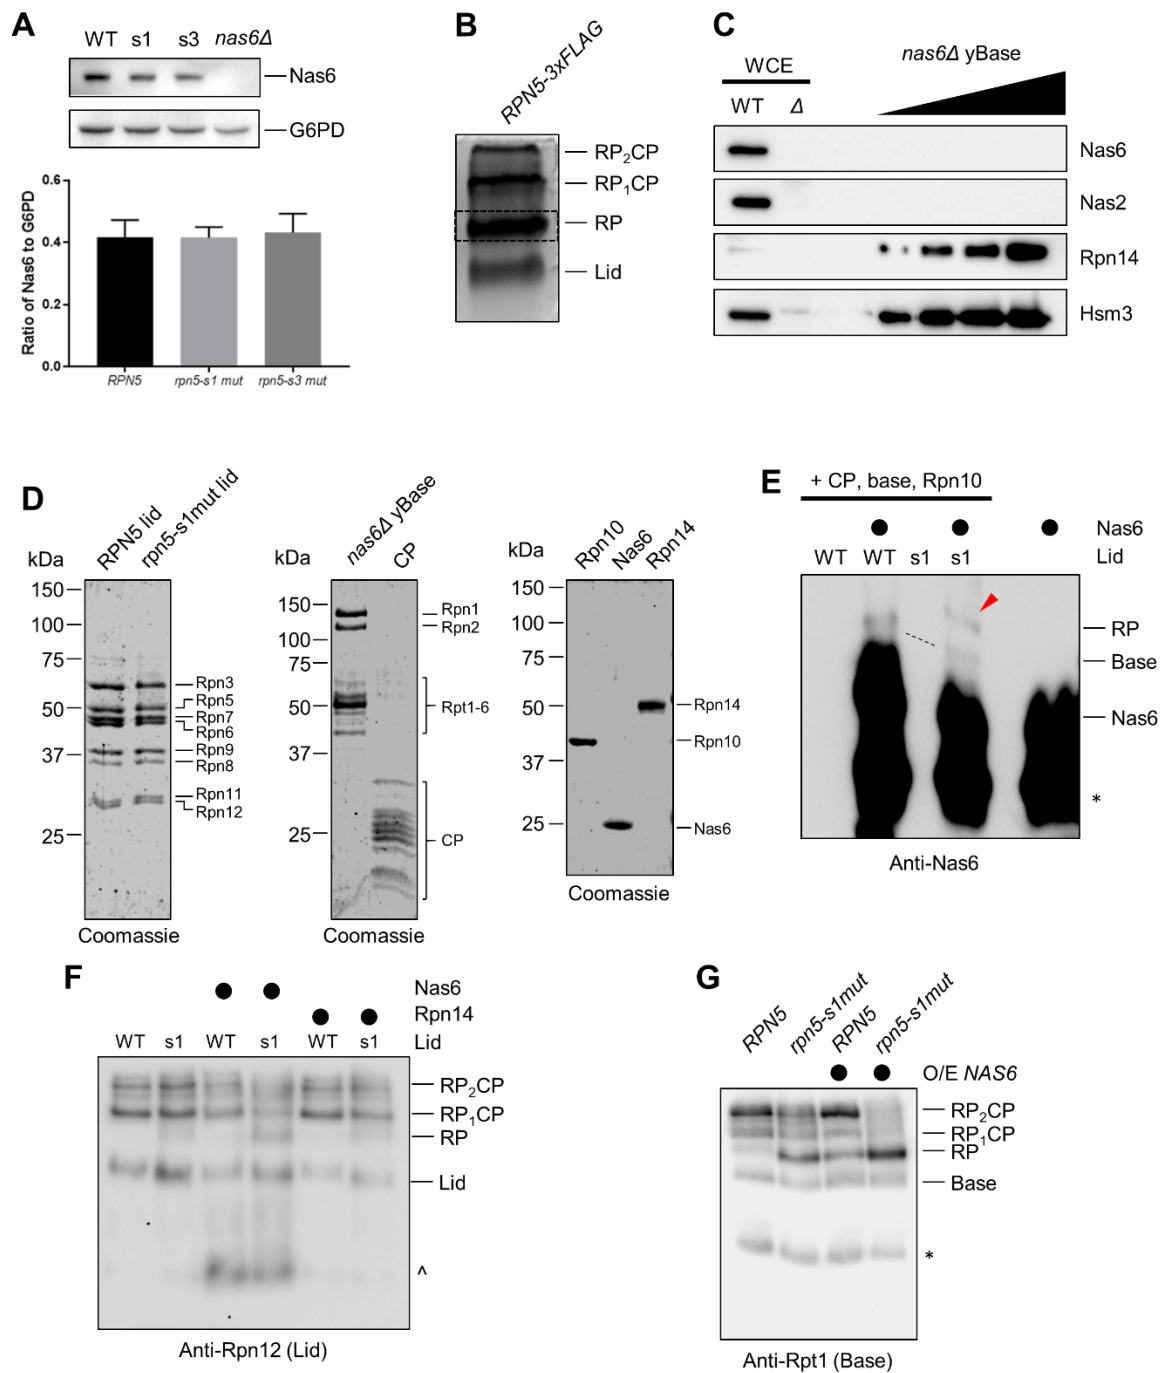 A
WT s1 s3 nas6Δ
Nas6
G6PD
Ratio of Nas6 to G6PD
0.6
0.4
0.2
0.0
RPN5 rpn5-s1 mut rpn5-s3 mut
B
RPN5-3xFLAG
RP2CP
RP1CP
RP
Lid
C
WCE
nas6Δ yBase
WT Δ
Nas6
Nas2
Rpn14
Hsm3
D
RPN5 lid
rpn5-s1mut lid
kDa
150
100
75
50
37
25
Rpn3
Rpn5
Rpn7
Rpn6
Rpn9
Rpn8
Rpn11
Rpn12
Coomassie
nas6Δ yBase
CP
kDa
150
100
75
50
37
25
Rpn1
Rpn2
Rpt1-6
CP
Coomassie
Rpn10
Nas6
Rpn14
kDa
150
100
75
50
37
25
Rpn14
Rpn10
Nas6
Coomassie
E
+ CP, base, Rpn10
Nas6
WT WT s1 s1 Lid
RP
Base
Nas6
*
Anti-Nas6
F
Nas6
Rpn14
WT s1 WT s1 WT s1 Lid
RP2CP
RP1CP
RP
Lid
^
Anti-Rpn12 (Lid)
G
RPN5
rpn5-s1mut
RPN5
rpn5-s1mut
O/E NAS6
RP2CP
RP1CP
RP
Base
*
Anti-Rpt1 (Base)